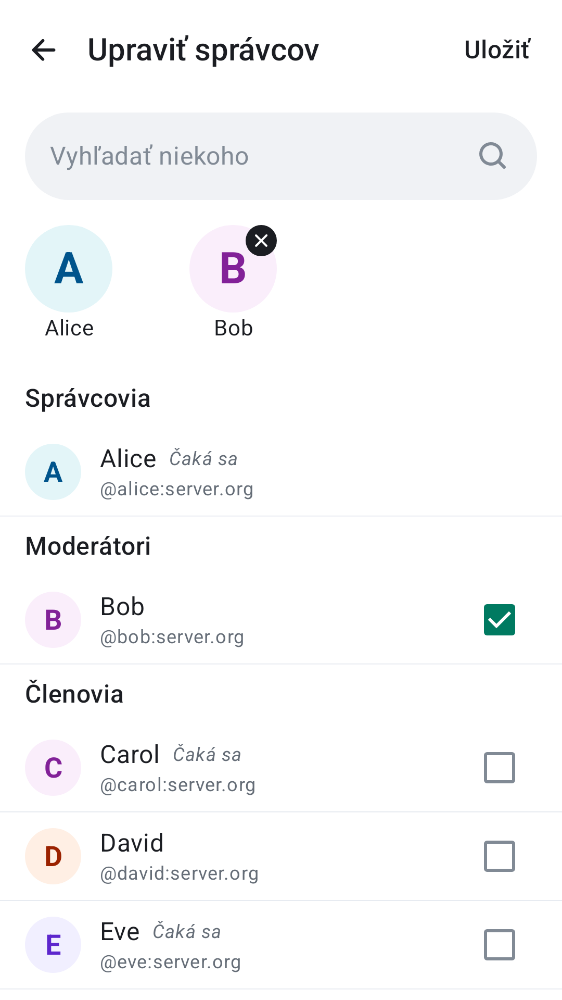 Upraviť správcov
Uložiť
Vyhľadať niekoho
A
B
Alice
Bob
Správcovia
A
Alice Čaká sa
@alice:server.org
Moderátori
B
Bob
@bob:server.org
Členovia
C
Carol Čaká sa
@carol:server.org
D
David
@david:server.org
E
Eve Čaká sa
@eve:server.org